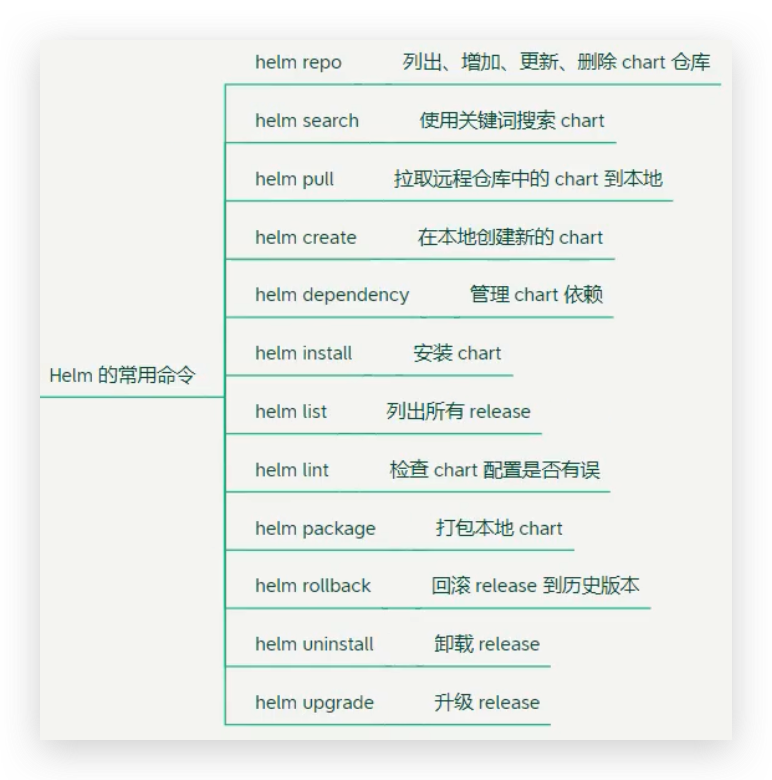 helm repo 列出、增加、更新、删除 chart 仓库
helm search 使用关键词搜索 chart
helm pull 拉取远程仓库中的 chart 到本地
helm create 在本地创建新的 chart
helm dependency 管理 chart 依赖
helm install 安装 chart
Helm 的常用命令
helm list 列出所有 release
helm lint 检查 chart 配置是否有误
helm package 打包本地 chart
helm rollback 回滚 release 到历史版本
helm uninstall 卸载 release
helm upgrade 升级 release